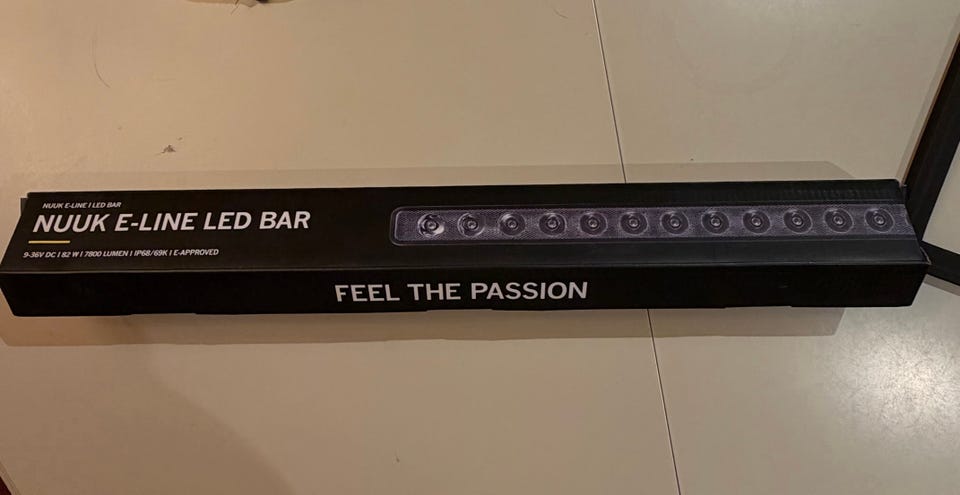 NUUK E-LINE I LED BAR
NUUK E-LINE LED BAR
9-36V DC I 82 W I 7800 LUMEN I IP68/69K I E-APPROVED
FEEL THE PASSION